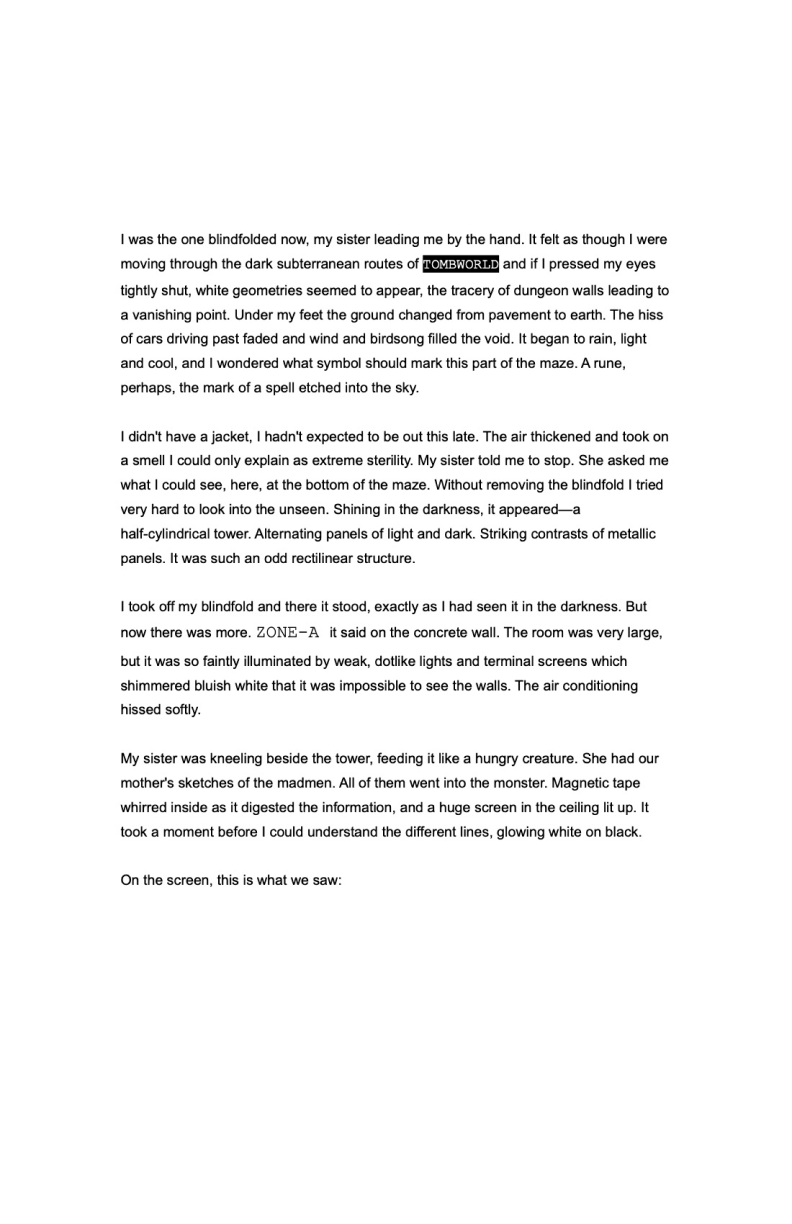 I was the one blindfolded now, my sister leading me by the hand. It felt as though I were
moving through the dark subterranean routes of TOMBWORLD and if I pressed my eyes
tightly shut, white geometries seemed to appear, the tracery of dungeon walls leading to
a vanishing point. Under my feet the ground changed from pavement to earth. The hiss
of cars driving past faded and wind and birdsong filled the void. It began to rain, light
and cool, and I wondered what symbol should mark this part of the maze. A rune,
perhaps, the mark of a spell etched into the sky.
I didn't have a jacket, I hadn't expected to be out this late. The air thickened and took on
a smell I could only explain as extreme sterility. My sister told me to stop. She asked me
what I could see, here, at the bottom of the maze. Without removing the blindfold I tried
very hard to look into the unseen. Shining in the darkness, it appeared—a
half-cylindrical tower. Alternating panels of light and dark. Striking contrasts of metallic
panels. It was such an odd rectilinear structure.
I took off my blindfold and there it stood, exactly as I had seen it in the darkness. But
now there was more. ZONE-A it said on the concrete wall. The room was very large,
but it was so faintly illuminated by weak, dotlike lights and terminal screens which
shimmered bluish white that it was impossible to see the walls. The air conditioning
hissed softly.
My sister was kneeling beside the tower, feeding it like a hungry creature. She had our
mother's sketches of the madmen. All of them went into the monster. Magnetic tape
whirred inside as it digested the information, and a huge screen in the ceiling lit up. It
took a moment before I could understand the different lines, glowing white on black.
On the screen, this is what we saw: